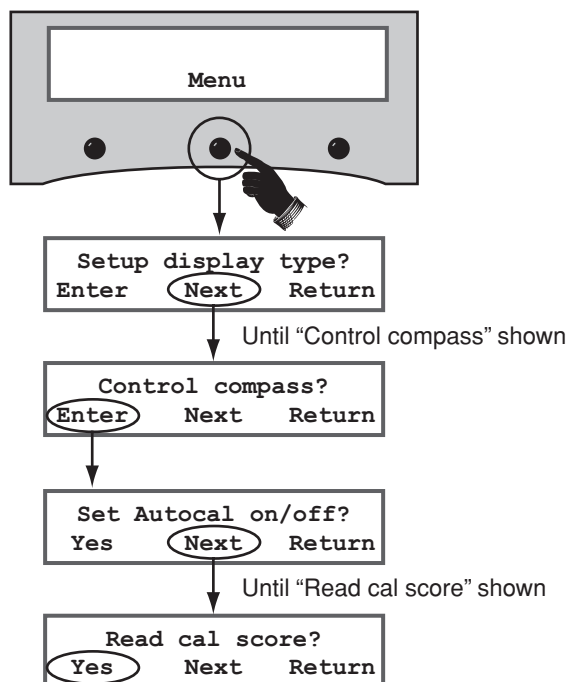 Menu
Setup display type?
Enter Next Return
Until “Control compass” shown
Control compass?
Enter Next Return
Set Autocal on/off?
Yes Next Return
Until “Read cal score” shown
Read cal score?
Yes Next Return